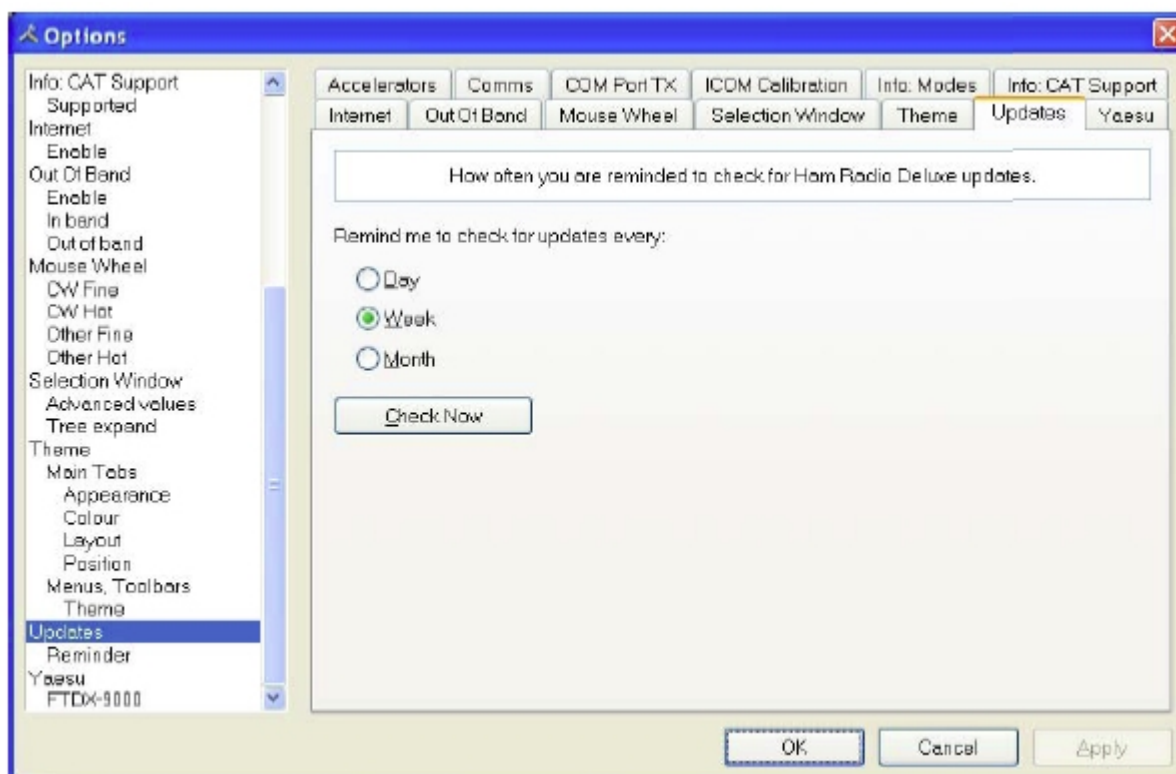 Options
Info: CAT Support
Supported
Internet
Enable
Out Of Band
Enable
In band
Out of band
Mouse Wheel
CW Fine
CW Hot
Other Fine
Other Hot
Selection Window
Advanced values
Tree expand
Theme
Main Tabs
Appearance
Colour
Layout
Position
Menus, Toolbars
Theme
Updates
Reminder
Yaesu
FTDX-9000
Accelerators Comms COM Port TX ICOM Calibration Info: Modes Info: CAT Support
Internet Out Of Band Mouse Wheel Selection Window Theme Updates Yaesu
How often you are reminded to check for Ham Radio Deluxe updates.
Remind me to check for updates every:
Day
Week
Month
Check Now
OK Cancel Apply